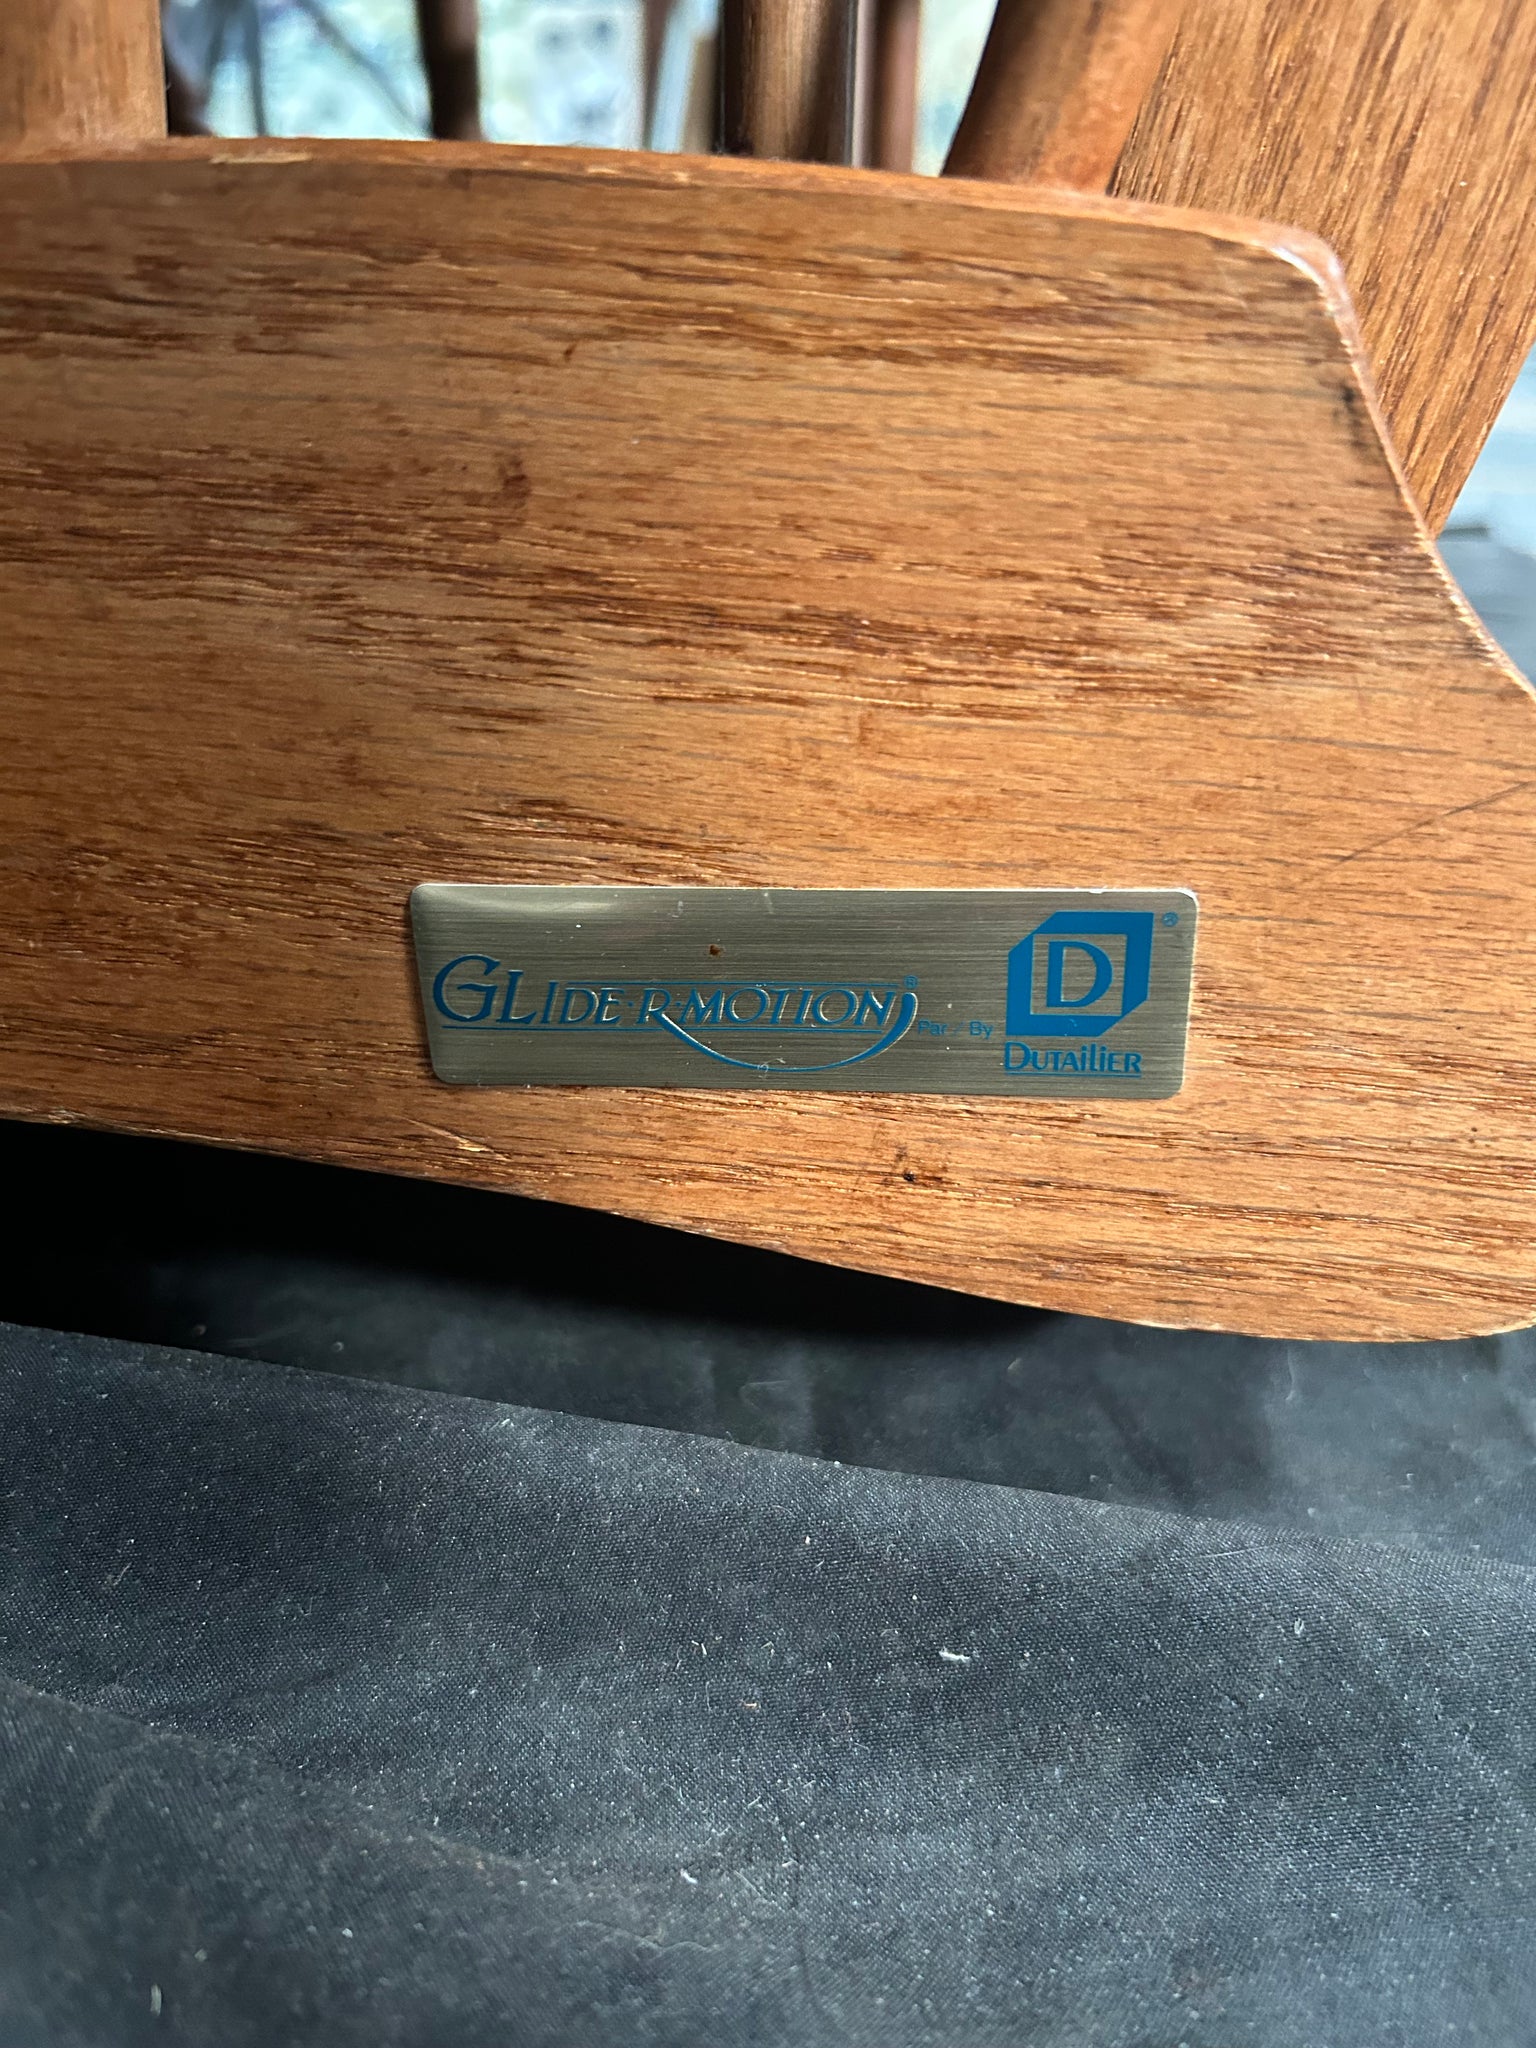 GLIDE·R·MOTION® Par / By
D®
DUTAILIER